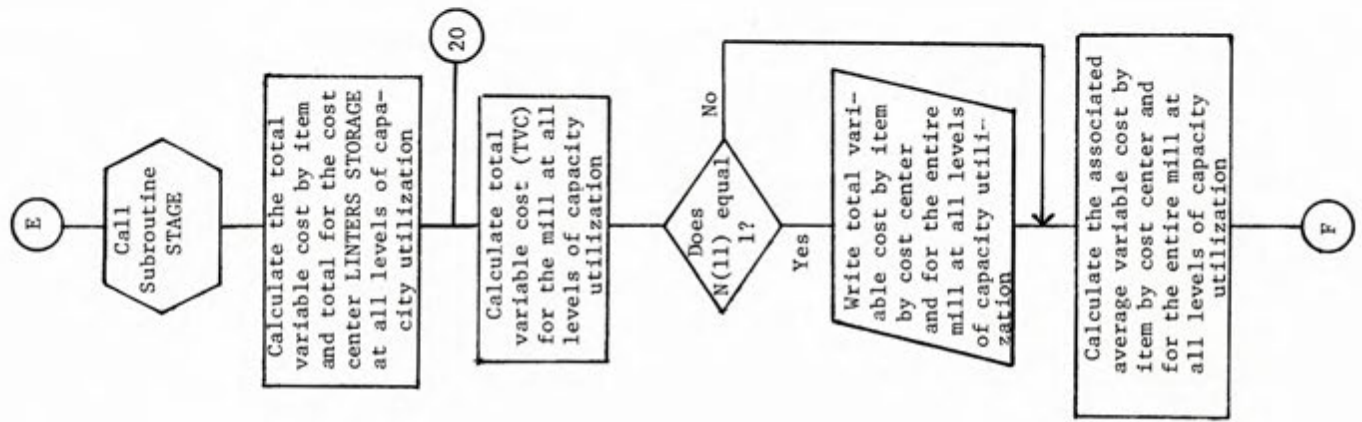 E
Call
Subroutine
STAGE
Calculate the total
variable cost by item
and total for the cost
center LINTERS STORAGE
at all levels of capa-
city utilization
20
Calculate total
variable cost (TVC)
for the mill at all
levels of capacity
utilization
Does
N(11) equal
1?
No
Yes
Write total vari-
able cost by item
by cost center
and for the entire
mill at all levels
of capacity utili-
zation
Calculate the associated
average variable cost by
item by cost center and
for the entire mill at
all levels of capacity
utilization
F